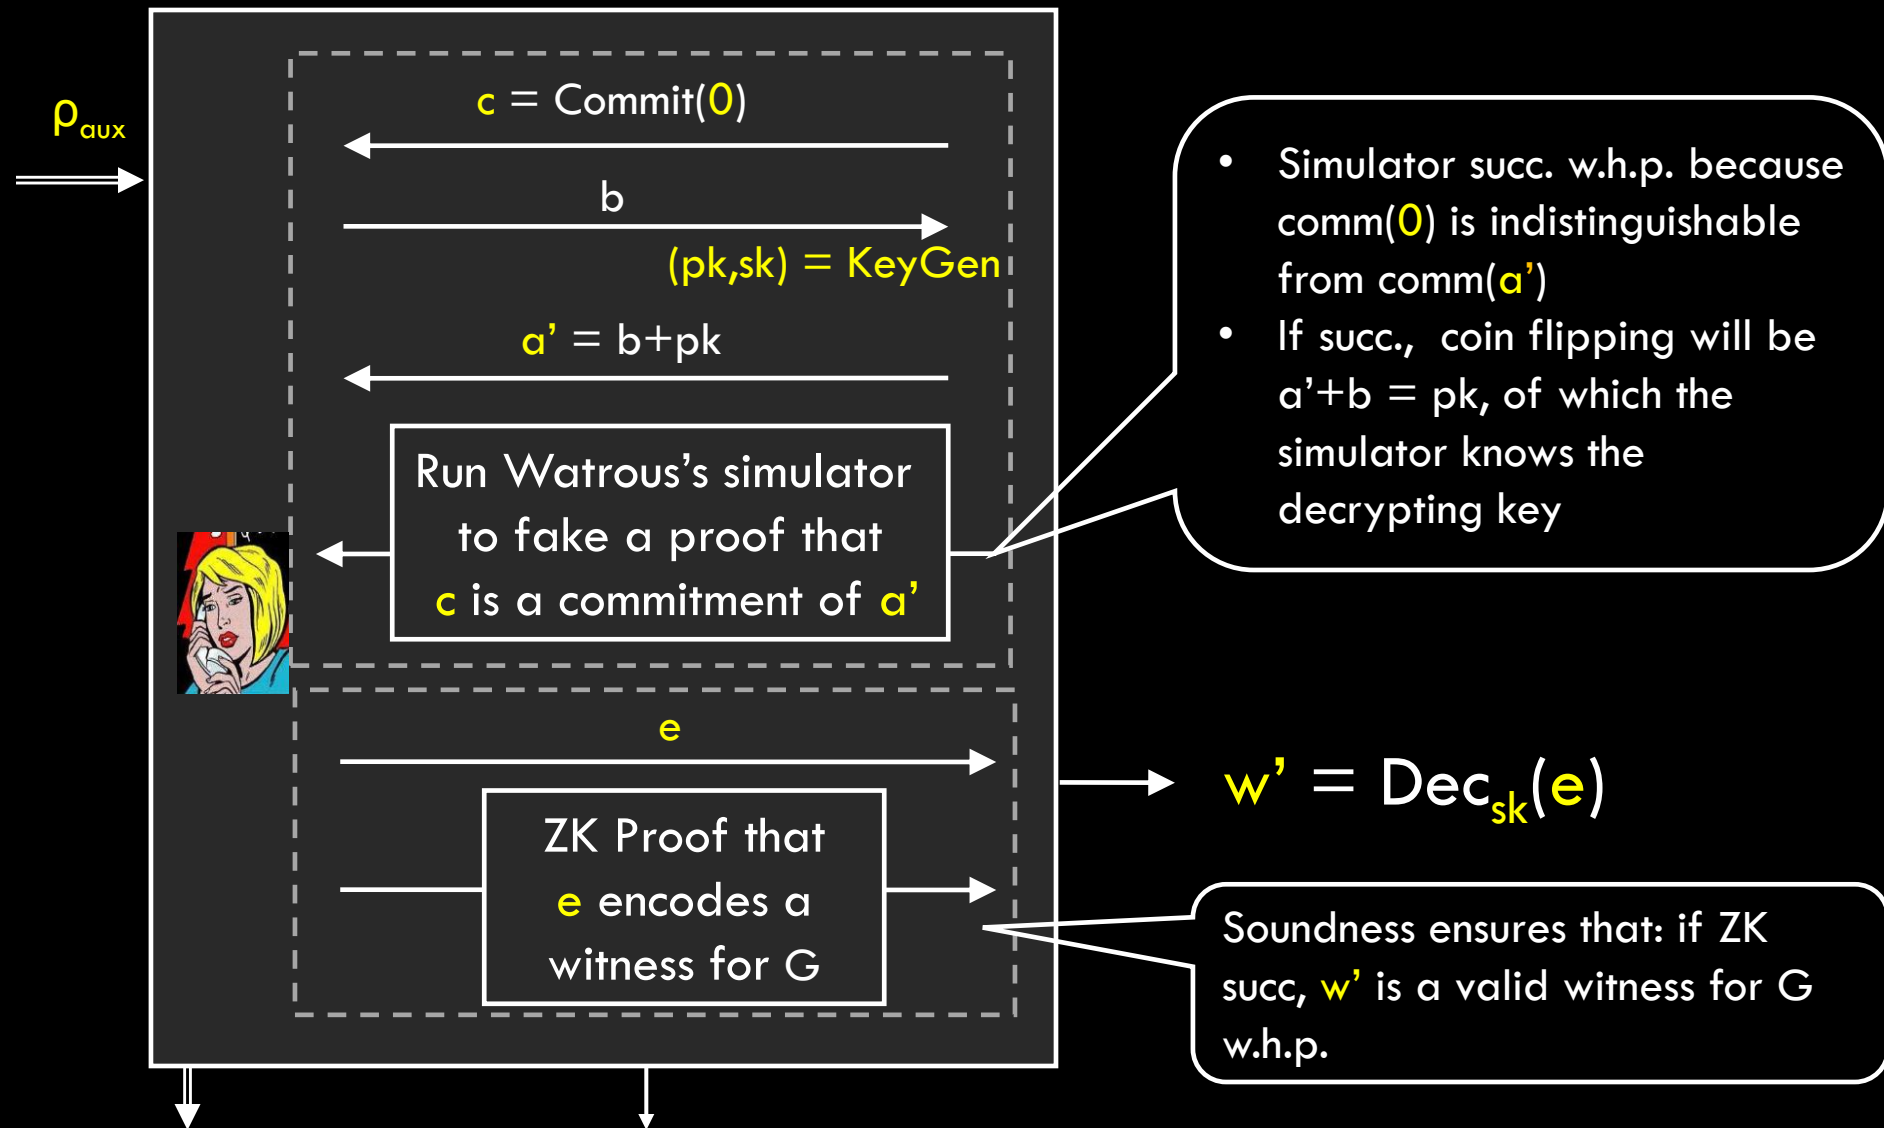 ρaux
c = Commit(0)
b
(pk,sk) = KeyGen
a’ = b+pk
Run Watrous’s simulator
to fake a proof that
c is a commitment of a’
• Simulator succ. w.h.p. because
comm(0) is indistinguishable
from comm(a’)
• If succ., coin flipping will be
a’+b = pk, of which the
simulator knows the
decrypting key
e
ZK Proof that
e encodes a
witness for G
w’ = Decsk(e)
Soundness ensures that: if ZK
succ, w’ is a valid witness for G
w.h.p.